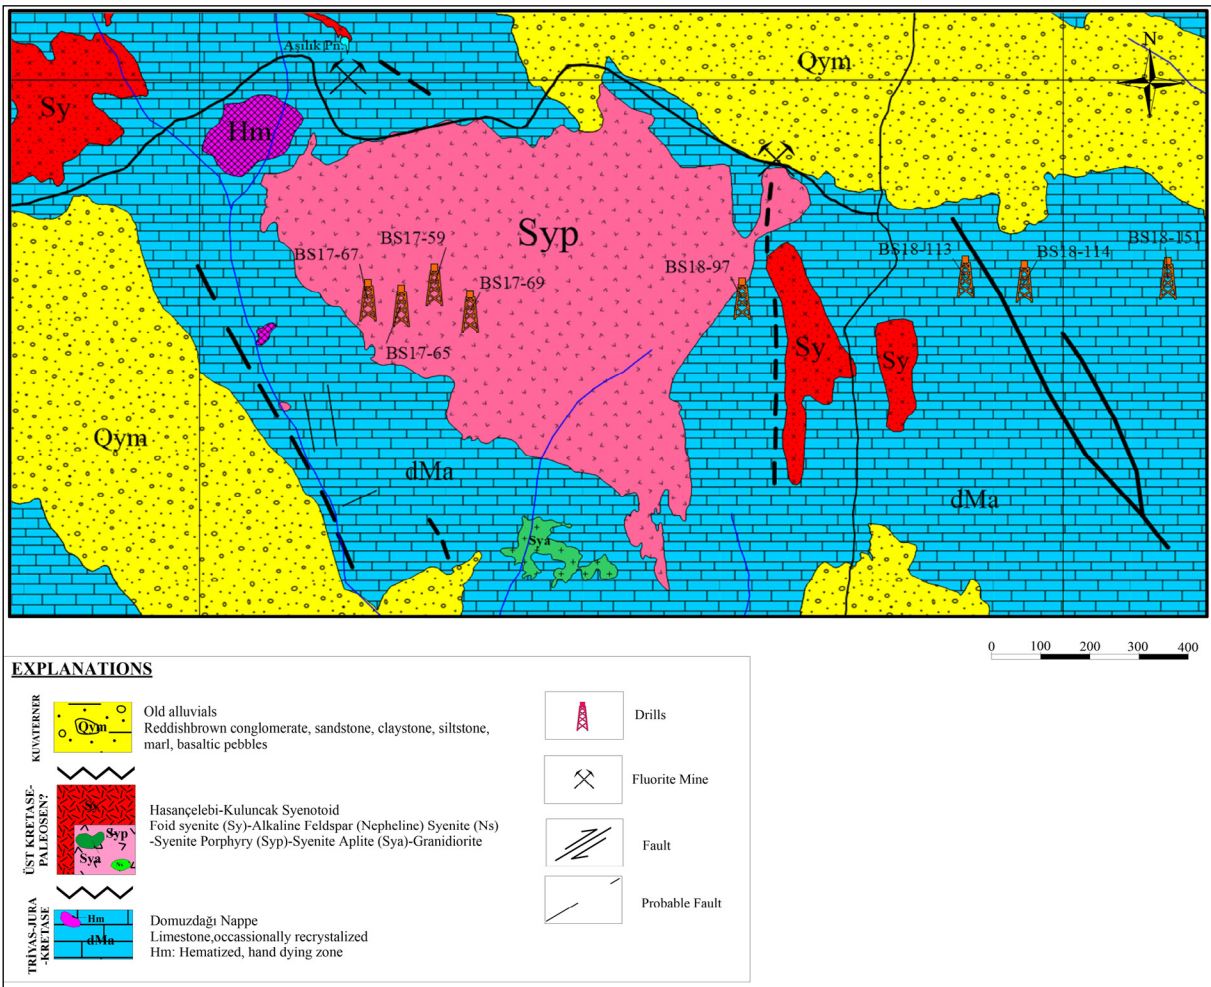 Aşılık Pn.
N
Qym
Sy
Hm
Syp
BS17-59
BS17-67
BS17-69
BS17-65
BS18-97
BS18-113
BS18-114
BS18-151
Sy
Sy
Qym
dMa
dMa
Sya
0 100 200 300 400
EXPLANATIONS
KUVATERNER
Qym
Old alluvials
Reddishbrown conglomerate, sandstone, claystone, siltstone,
marl, basaltic pebbles
ÜST KRETASE-
PALEOSEN?
Sy
Syp
Sya
Ns
Hasançelebi-Kuluncak Syenotoid
Foid syenite (Sy)-Alkaline Feldspar (Nepheline) Syenite (Ns)
-Syenite Porphyry (Syp)-Syenite Aplite (Sya)-Granidiorite
TRİYAS-JURA
-KRETASE
Hm
dMa
Domuzdağı Nappe
Limestone,occassionally recrystalized
Hm: Hematized, hand dying zone
Drills
Fluorite Mine
Fault
Probable Fault